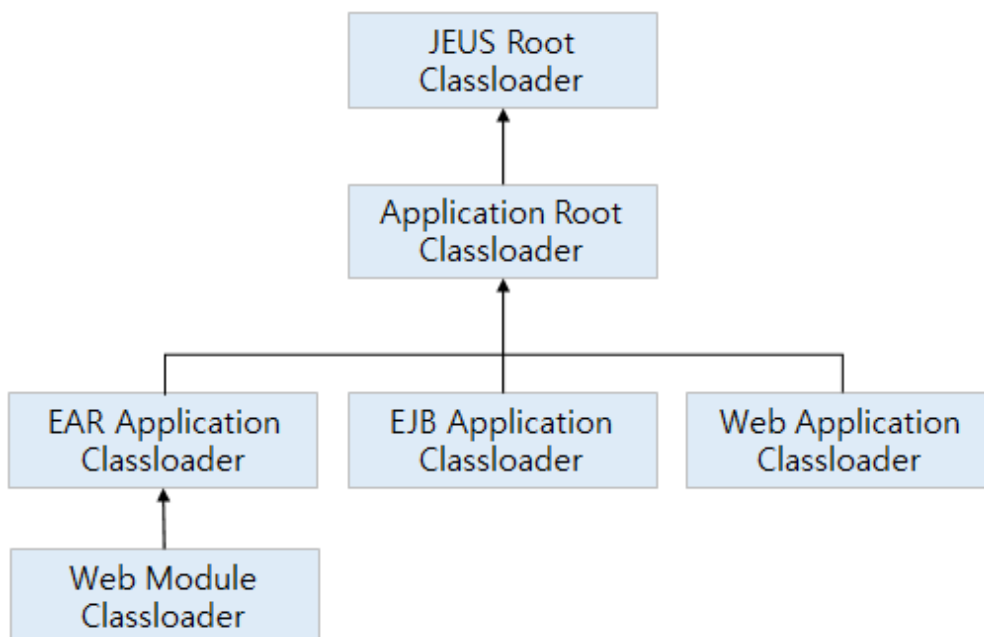 JEUS Root
Classloader
Application Root
Classloader
EAR Application
Classloader
EJB Application
Classloader
Web Application
Classloader
Web Module
Classloader